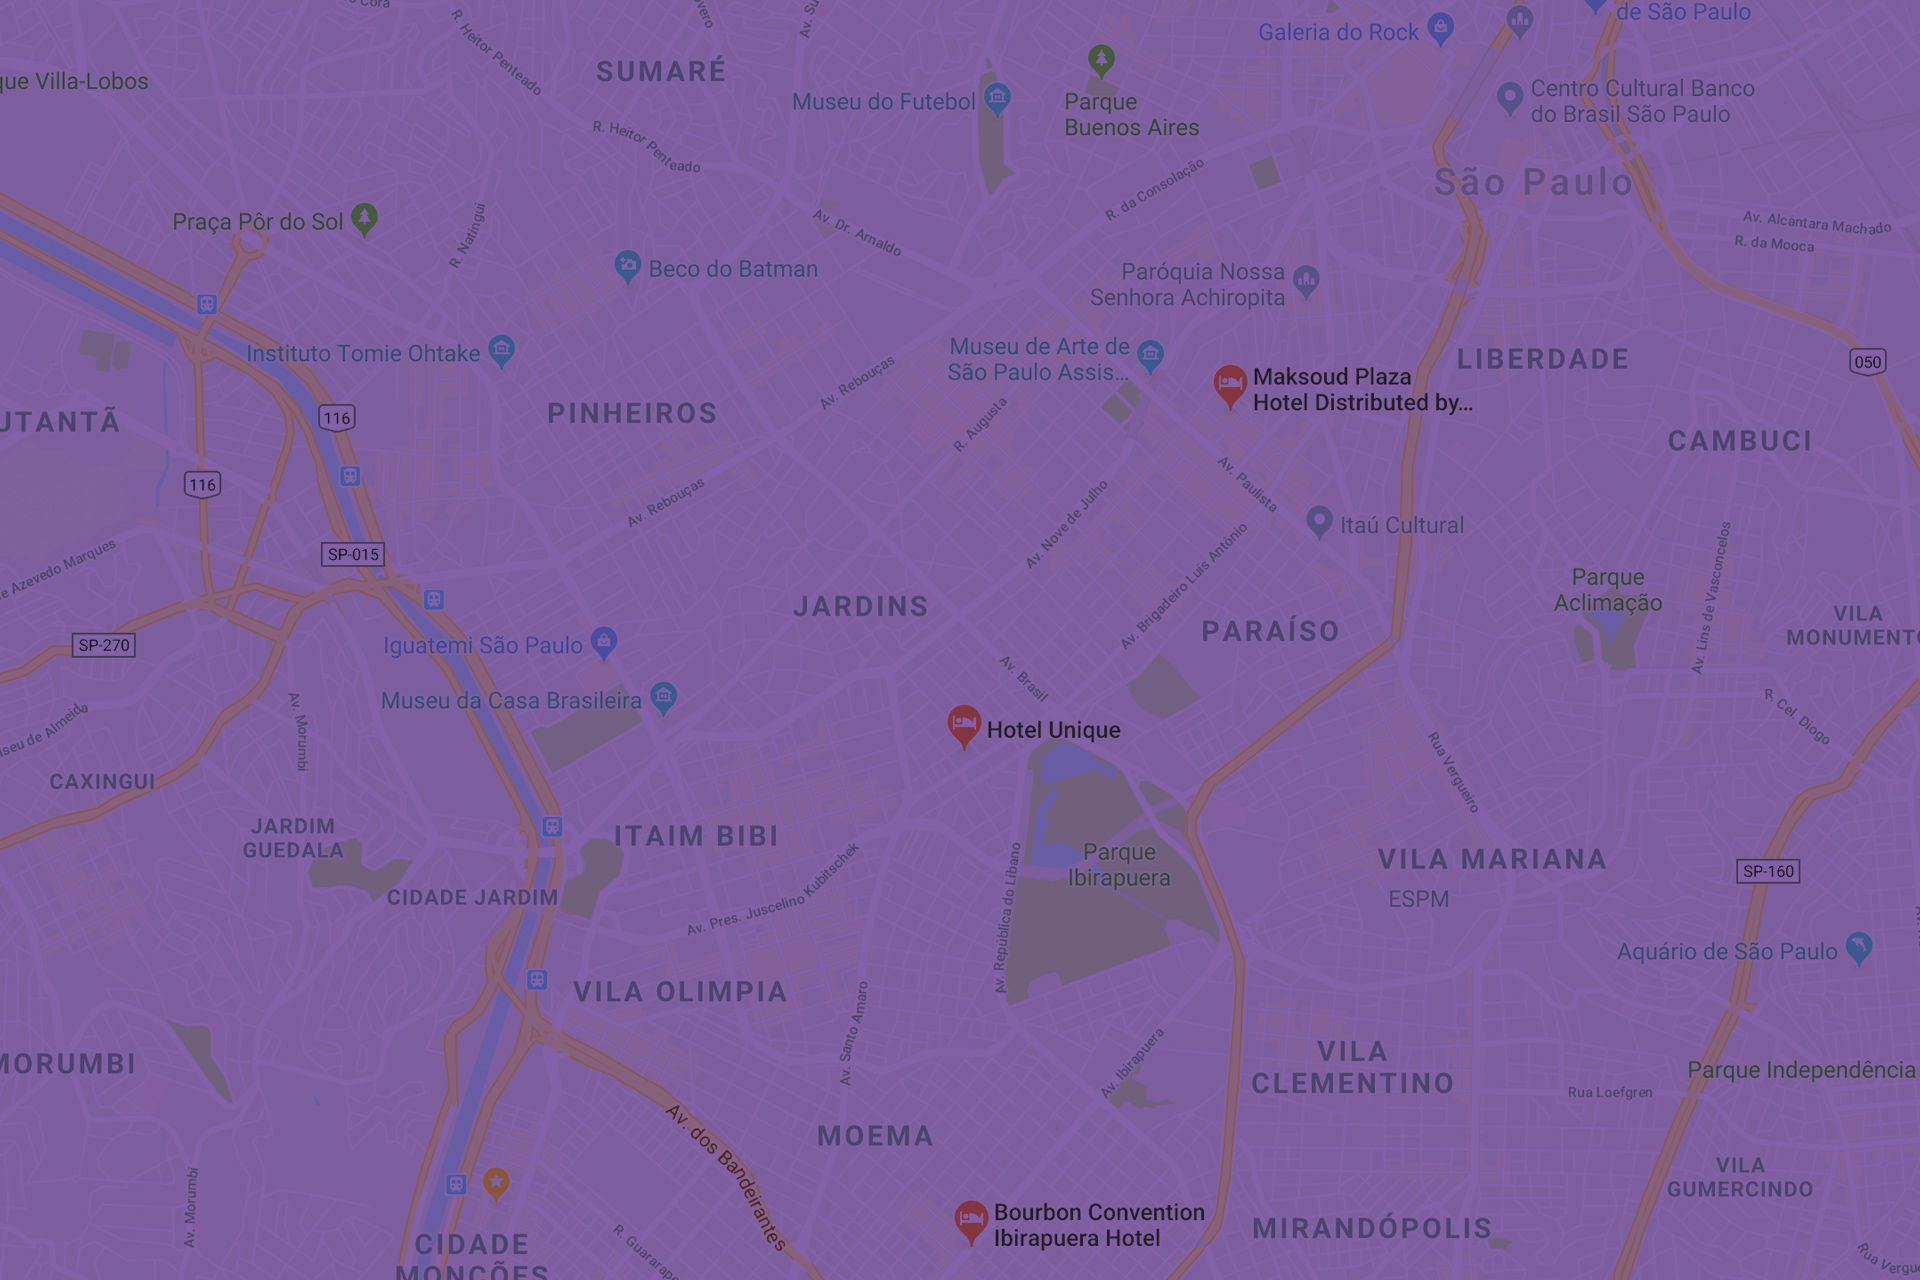 de São Paulo
Galeria do Rock
R. Heitor Penteado
SUMARÉ
que Villa-Lobos
Museu do Futebol
Parque
Buenos Aires
Centro Cultural Banco
do Brasil São Paulo
R. Heitor Penteado
São Paulo
R. da Consolação
Praça Pôr do Sol
R. Natingui
Av. Dr. Arnaldo
Av. Alcântara Machado
R. da Mooca
Beco do Batman
Paróquia Nossa
Senhora Achiropita
Instituto Tomie Ohtake
Museu de Arte de
São Paulo Assis...
LIBERDADE
050
Maksoud Plaza
Hotel Distributed by...
Av. Rebouças
PINHEIROS
116
UTANTÃ
R. Augusta
CAMBUCI
116
Av. Rebouças
Av. Paulista
Av. Nove de Julho
Itaú Cultural
SP-015
e Azevedo Marques
Av. Brigadeiro Luís Antônio
Av. Lins de Vasconcelos
Parque
Aclimação
JARDINS
PARAÍSO
VILA
MONUMENTO
SP-270
Iguatemi São Paulo
Museu da Casa Brasileira
Av. Brasil
R. Cel. Diogo
Av. Morumbi
seu de Almeida
Hotel Unique
Rua Vergueiro
CAXINGUI
JARDIM
GUEDALA
ITAIM BIBI
Parque
Ibirapuera
VILA MARIANA
ESPM
SP-160
CIDADE JARDIM
Av. Pres. Juscelino Kubitschek
Av. República do Líbano
Aquário de São Paulo
VILA OLIMPIA
Av. Santo Amaro
MORUMBI
Av. Ibirapuera
VILA
CLEMENTINO
Parque Independência
Rua Loefgren
Av. dos Bandeirantes
MOEMA
VILA
GUMERCINDO
Av. Morumbi
Bourbon Convention
Ibirapuera Hotel
MIRANDÓPOLIS
CIDADE
MONÇÕES
R. Guararap
Rua Vergue